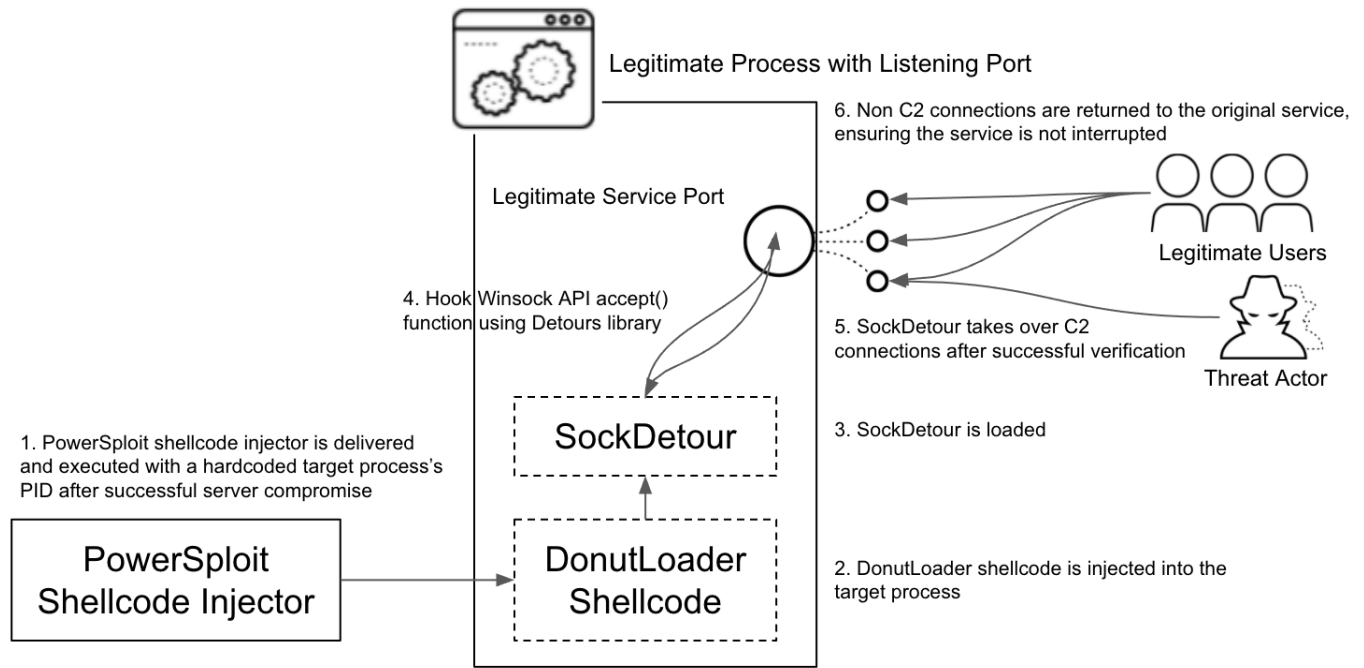 Legitimate Process with Listening Port
6. Non C2 connections are returned to the original service,
ensuring the service is not interrupted
Legitimate Service Port
Legitimate Users
4. Hook Winsock API accept()
function using Detours library
5. SockDetour takes over C2
connections after successful verification
Threat Actor
SockDetour
3. SockDetour is loaded
1. PowerSploit shellcode injector is delivered
and executed with a hardcoded target process’s
PID after successful server compromise
PowerSploit
Shellcode Injector
DonutLoader
Shellcode
2. DonutLoader shellcode is injected into the
target process